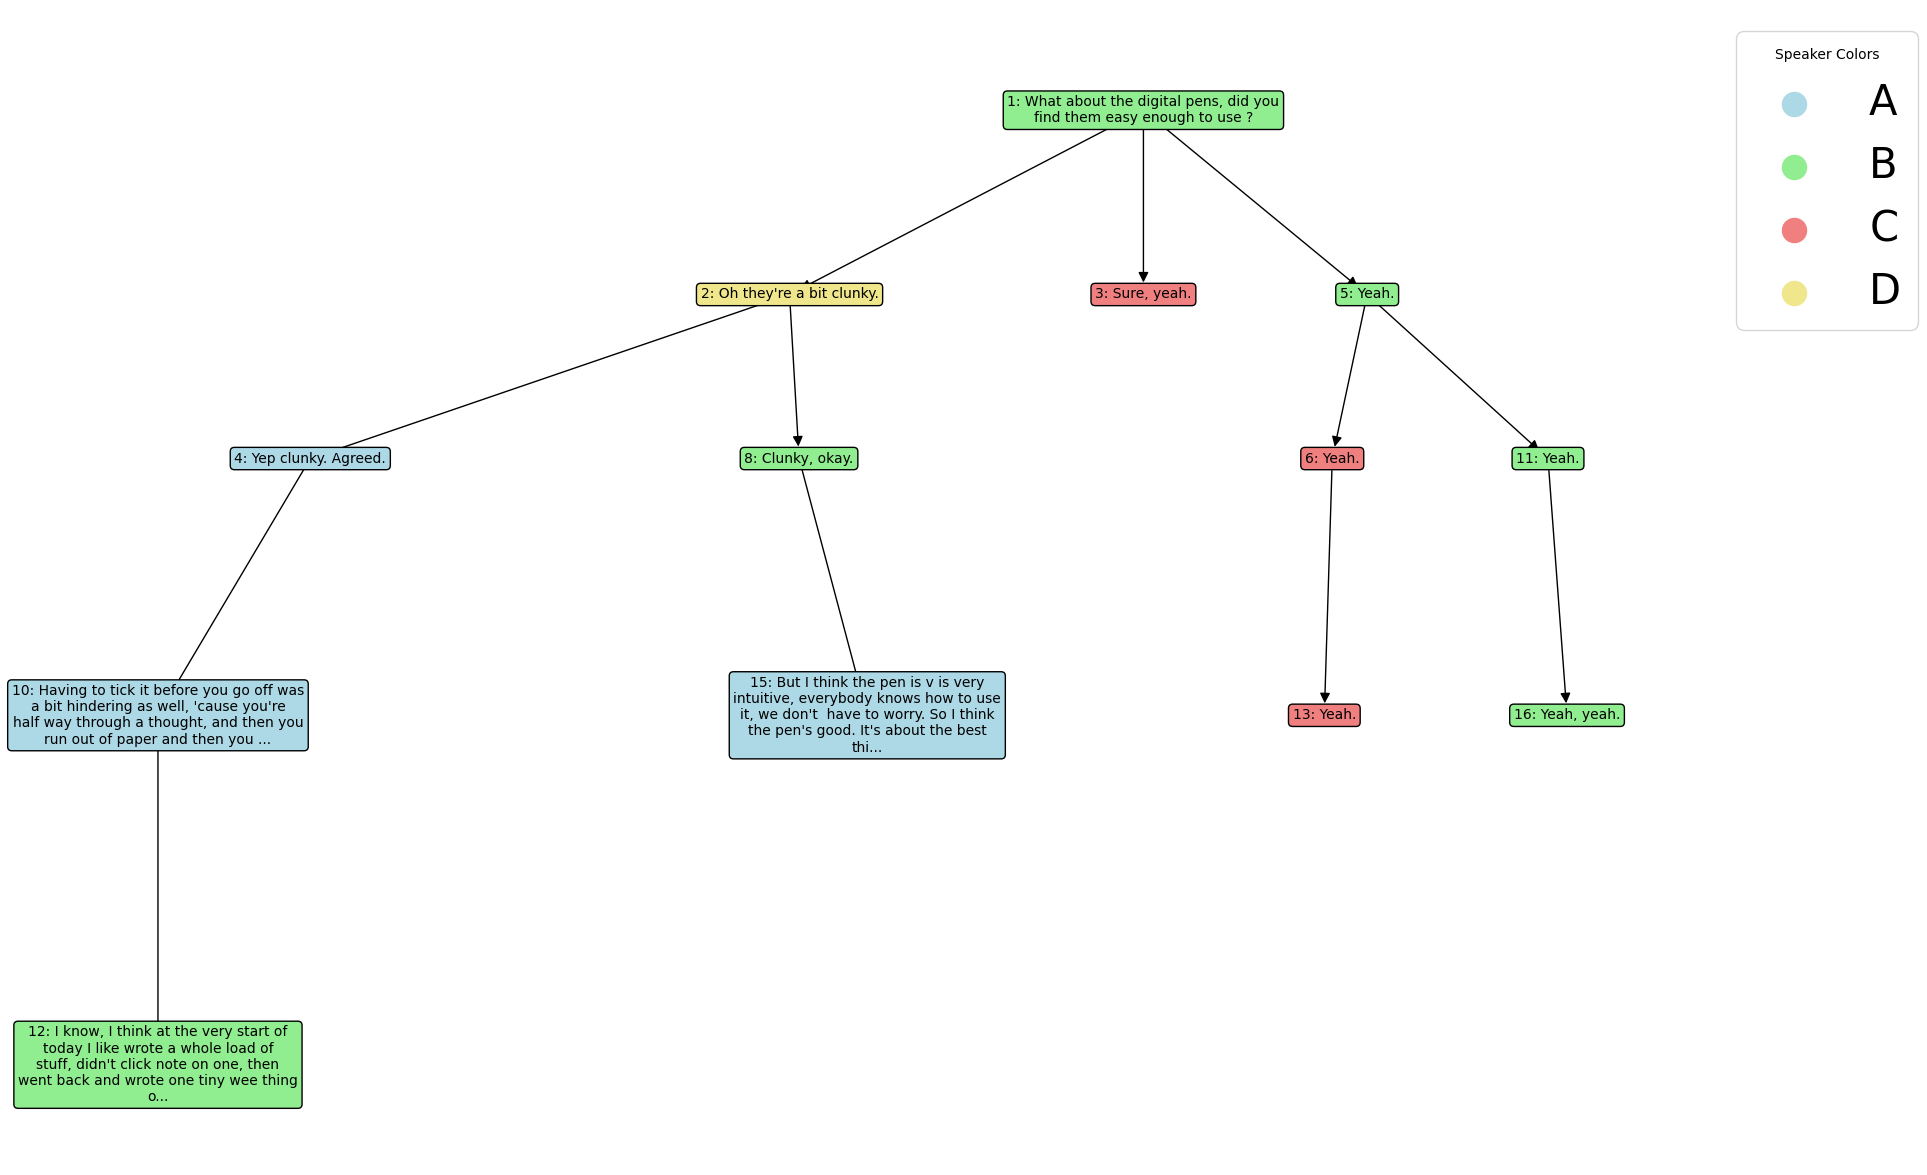 Speaker Colors
A
B
C
D
1: What about the digital pens, did you
find them easy enough to use ?
2: Oh they're a bit clunky.
3: Sure, yeah.
5: Yeah.
4: Yep clunky. Agreed.
8: Clunky, okay.
6: Yeah.
11: Yeah.
10: Having to tick it before you go off was
a bit hindering as well, 'cause you're
half way through a thought, and then you
run out of paper and then you ...
15: But I think the pen is v is very
intuitive, everybody knows how to use
it, we don't  have to worry. So I think
the pen's good. It's about the best
thi...
13: Yeah.
16: Yeah, yeah.
12: I know, I think at the very start of
today I like wrote a whole load of
stuff, didn't click note on one, then
went back and wrote one tiny wee thing
o...